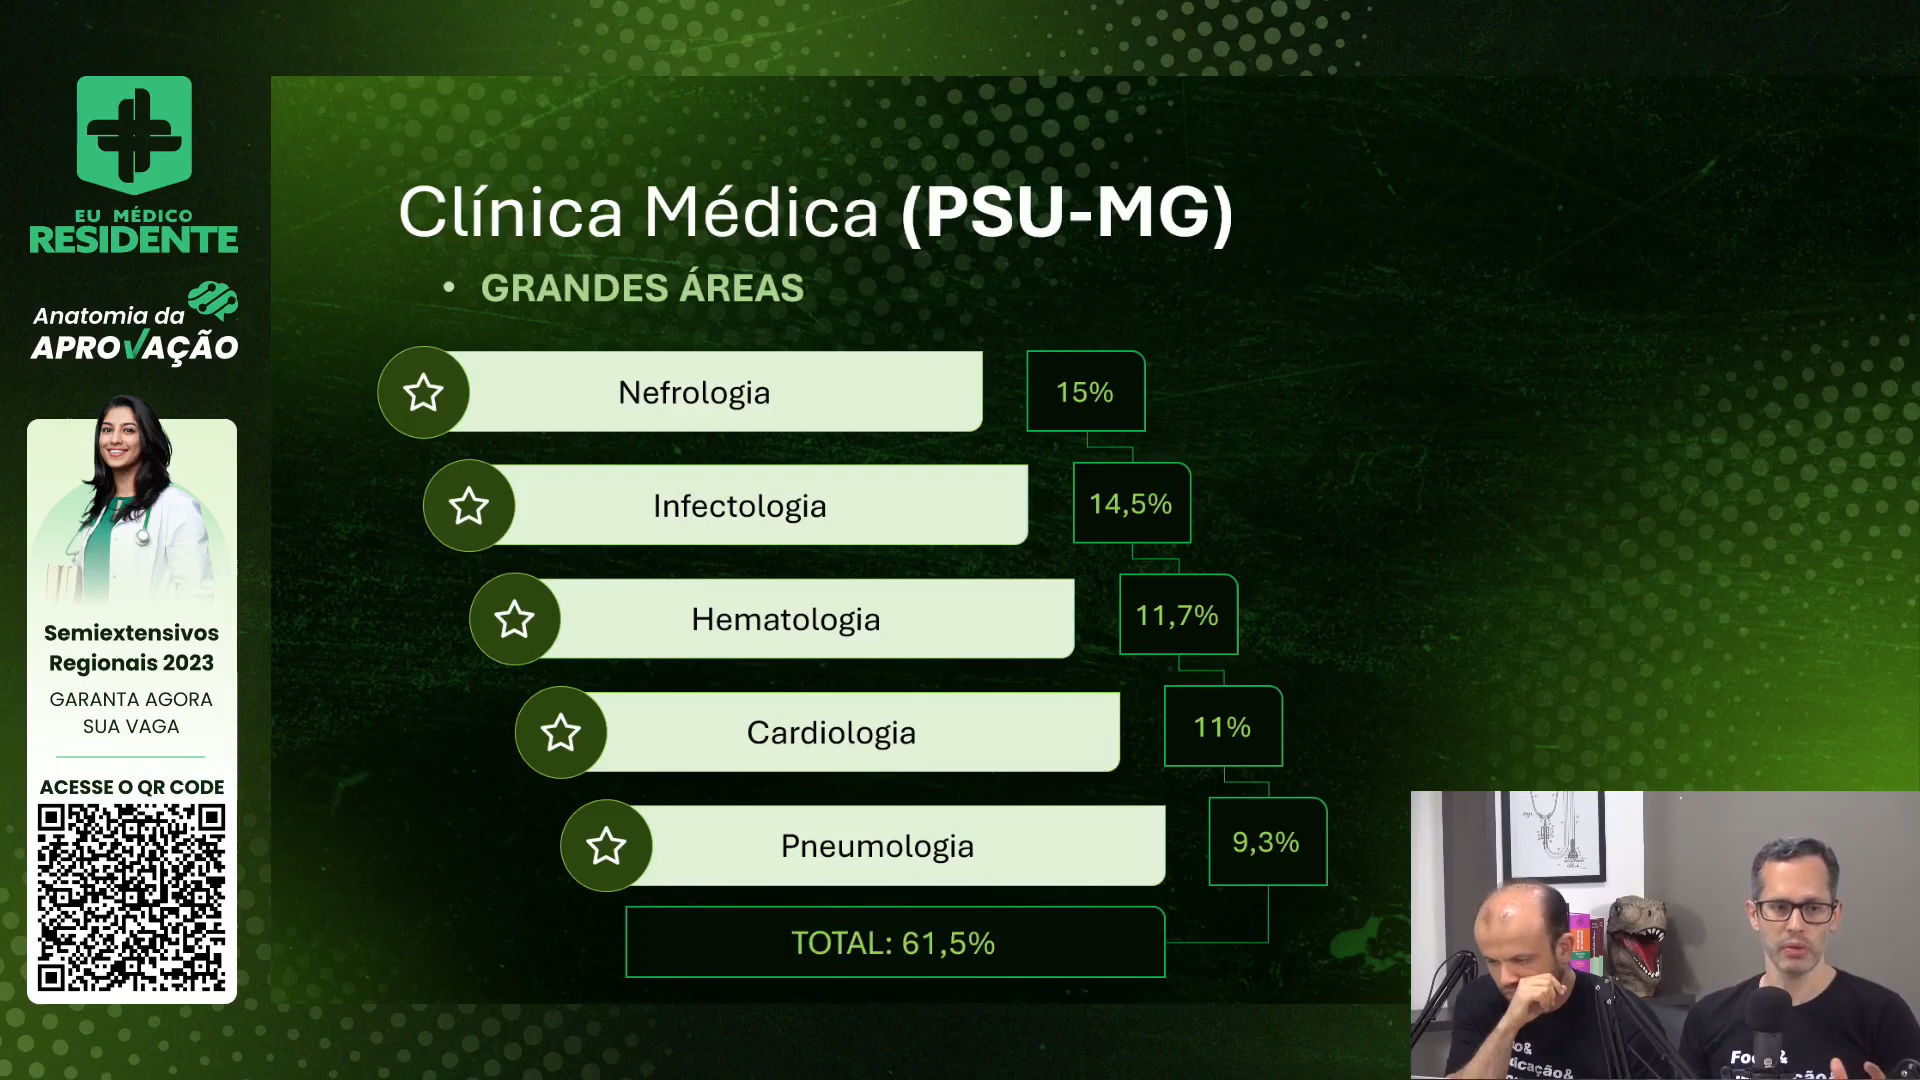 EU MÉDICO
RESIDENTE
Anatomia da
APROVAÇÃO
Semiextensivos
Regionais 2023
GARANTA AGORA
SUA VAGA
ACESSE O QR CODE
Clínica Médica (PSU-MG)
• GRANDES ÁREAS
Nefrologia 15%
Infectologia 14,5%
Hematologia 11,7%
Cardiologia 11%
Pneumologia 9,3%
TOTAL: 61,5%